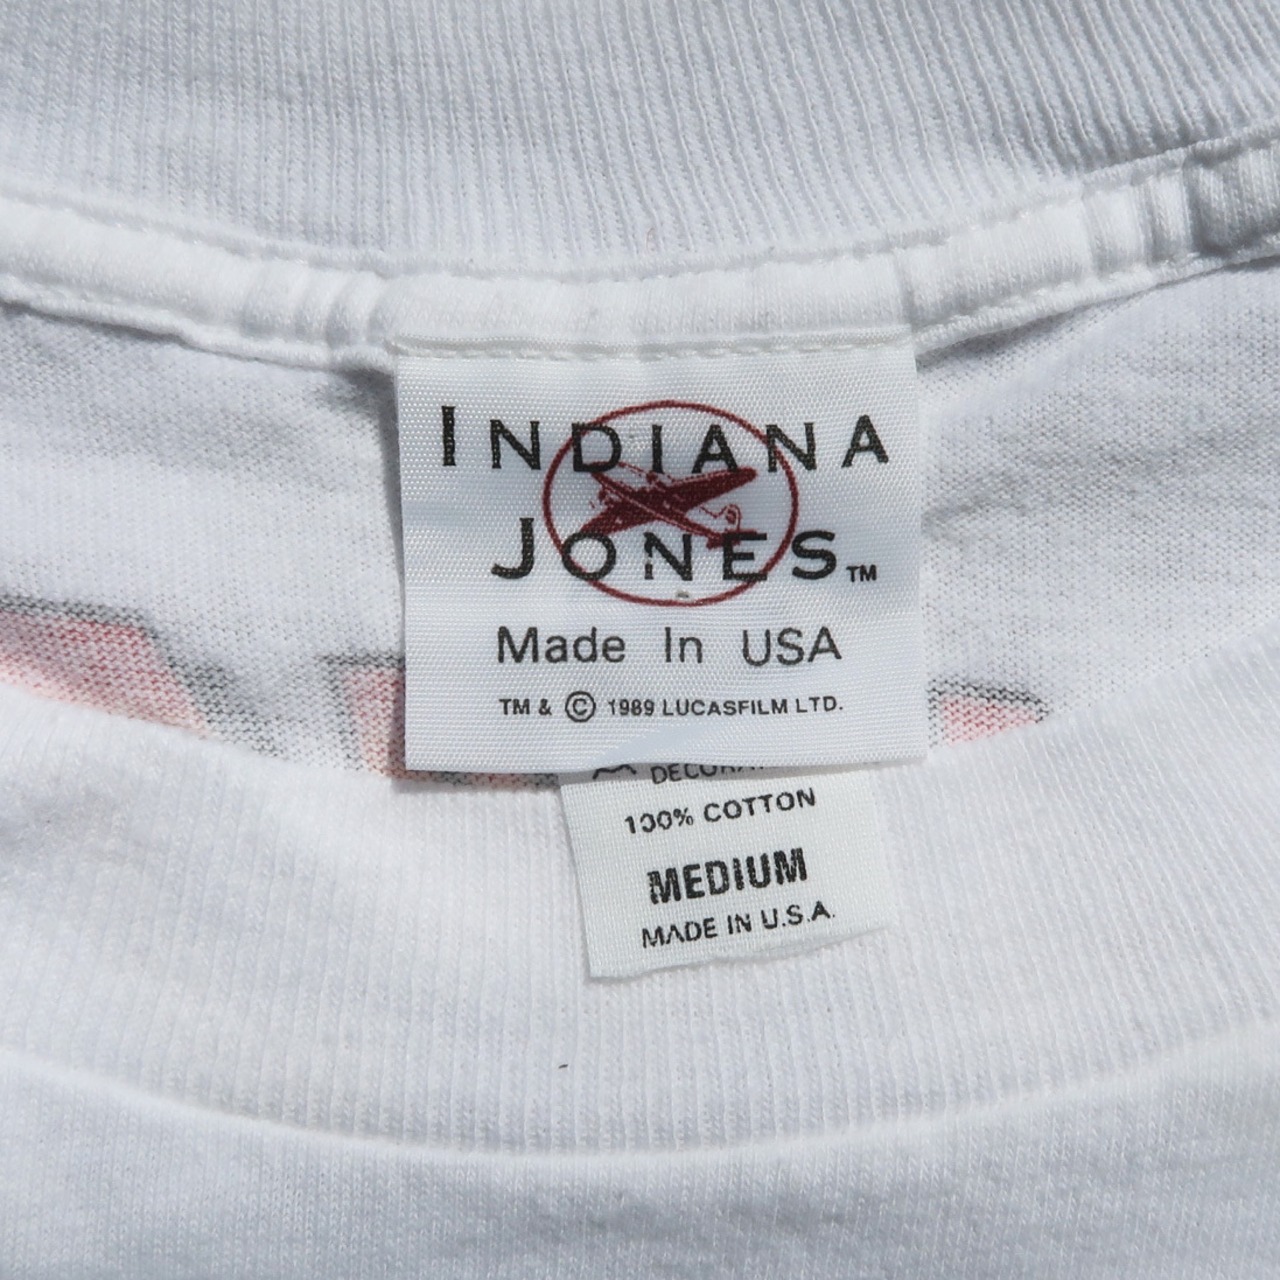 INDIANA
JONES™
Made In USA
TM & © 1989 LUCASFILM LTD.
100% COTTON
MEDIUM
MADE IN U.S.A.